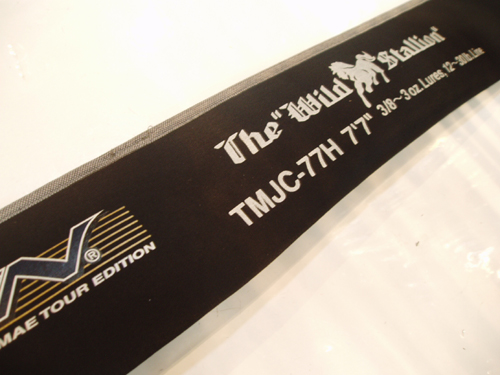 The "Wild Stallion"
TMJC-77H 7'7" 3/8~3oz Lures, 12~30lb. Line
®
MAE TOUR EDITION